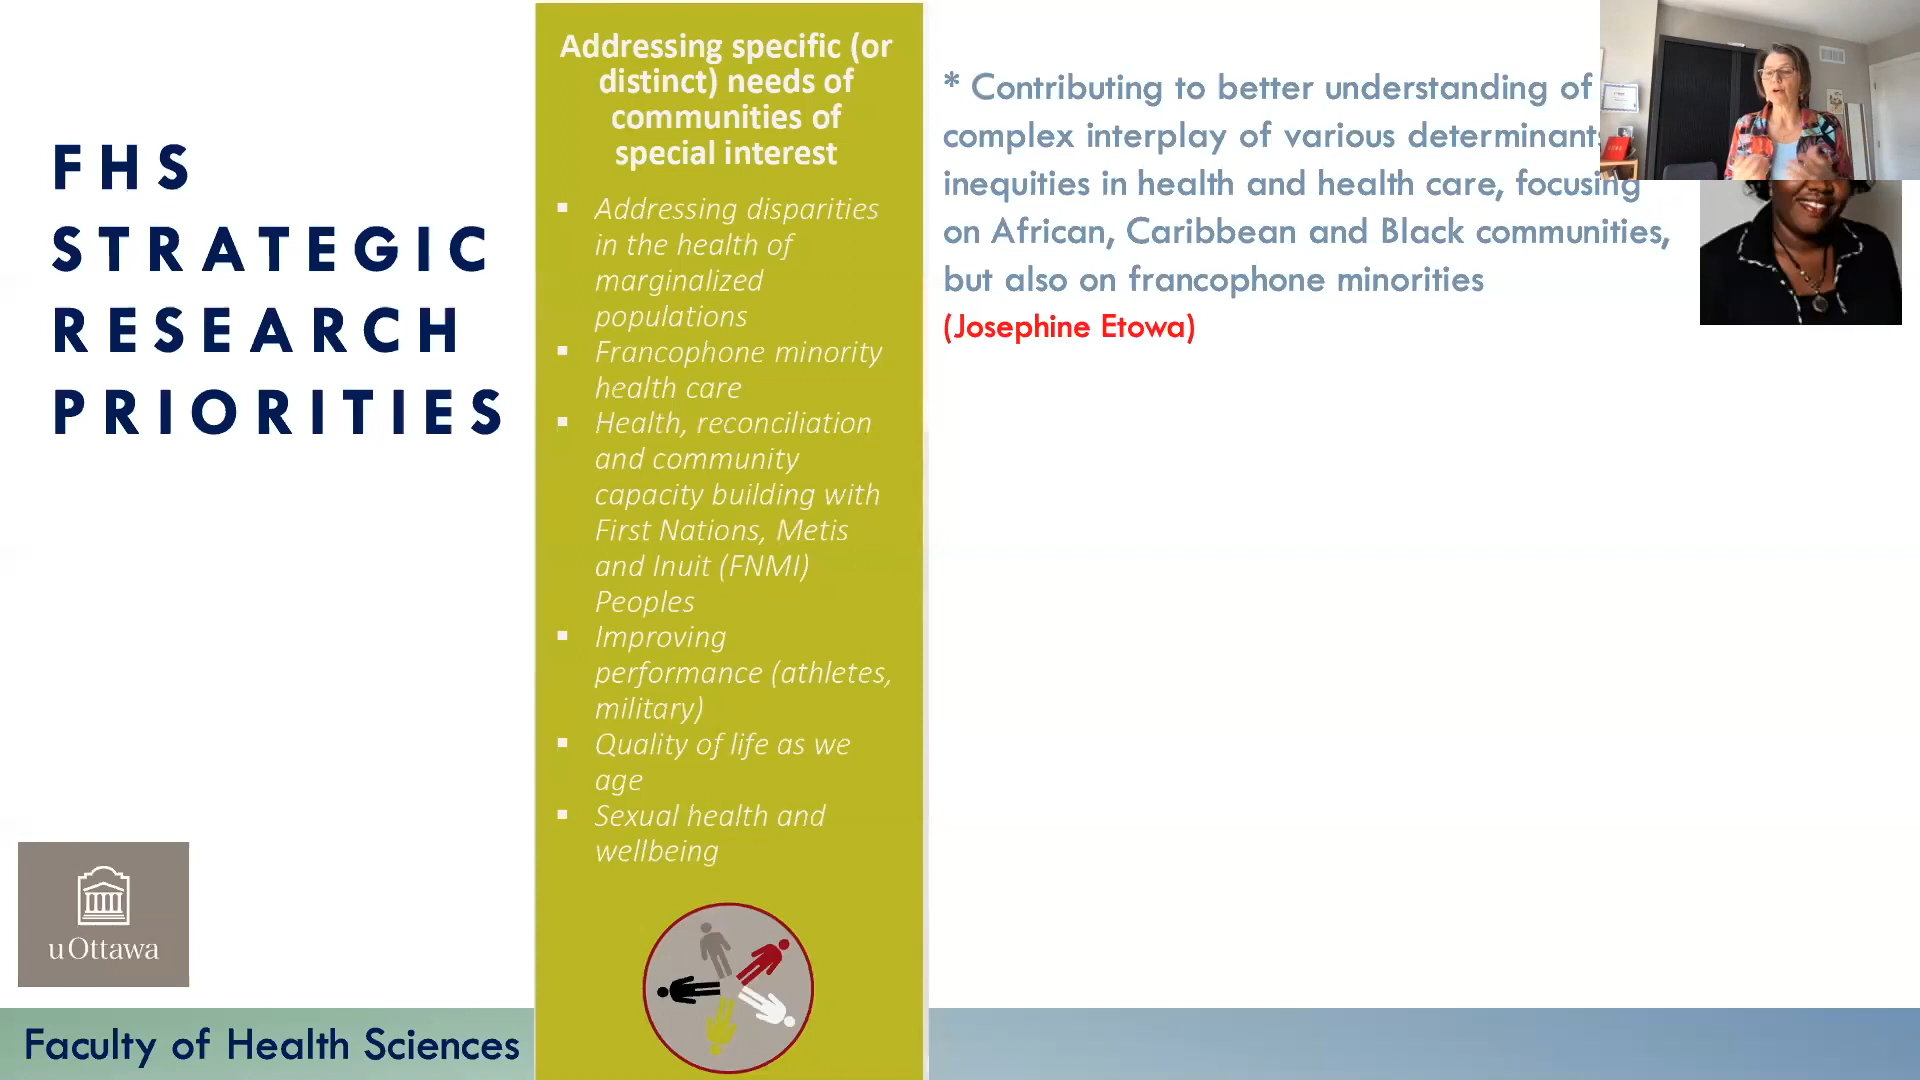 FHS
STRATEGIC
RESEARCH
PRIORITIES
Addressing specific (or
distinct) needs of
communities of
special interest
▪ Addressing disparities
in the health of
marginalized
populations
▪ Francophone minority
health care
▪ Health, reconciliation
and community
capacity building with
First Nations, Metis
and Inuit (FNMI)
Peoples
▪ Improving
performance (athletes,
military)
▪ Quality of life as we
age
▪ Sexual health and
wellbeing
* Contributing to better understanding of
complex interplay of various determinants
inequities in health and health care, focusing
on African, Caribbean and Black communities,
but also on francophone minorities
(Josephine Etowa)
uOttawa
Faculty of Health Sciences